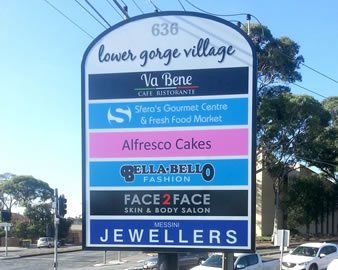 636
lower gorge village
Va Bene
CAFE RISTORANTE
Sfera's Gourmet Centre
& Fresh Food Market
Alfresco Cakes
BELLA-BELLO
FASHION
FACE2FACE
SKIN & BODY SALON
MESSINI
JEWELLERS